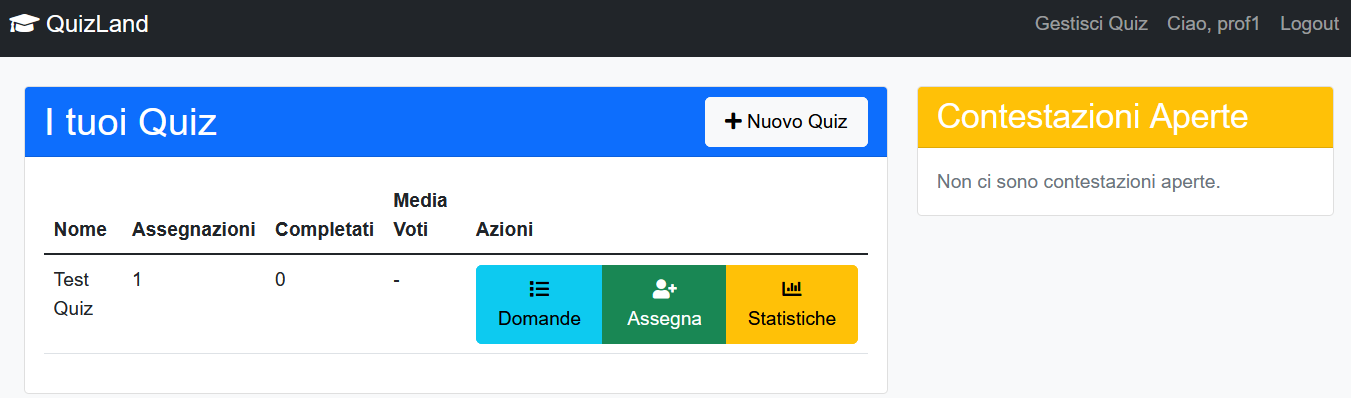 QuizLand
Gestisci Quiz Ciao, prof1 Logout
I tuoi Quiz
Nuovo Quiz
Nome Assegnazioni Completati Media Voti Azioni
Test Quiz 1 0 -
Domande Assegna Statistiche
Contestazioni Aperte
Non ci sono contestazioni aperte.